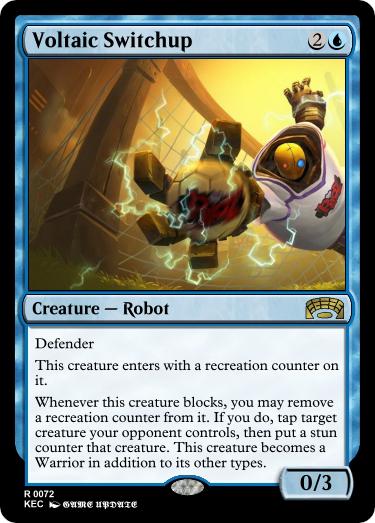 Voltaic Switchup 2
Creature — Robot
Defender
This creature enters with a recreation counter on
it.
Whenever this creature blocks, you may remove
a recreation counter from it. If you do, tap target
creature your opponent controls, then put a stun
counter that creature. This creature becomes a
Warrior in addition to its other types.
0/3
R 0072
KEC GAME UPDATE